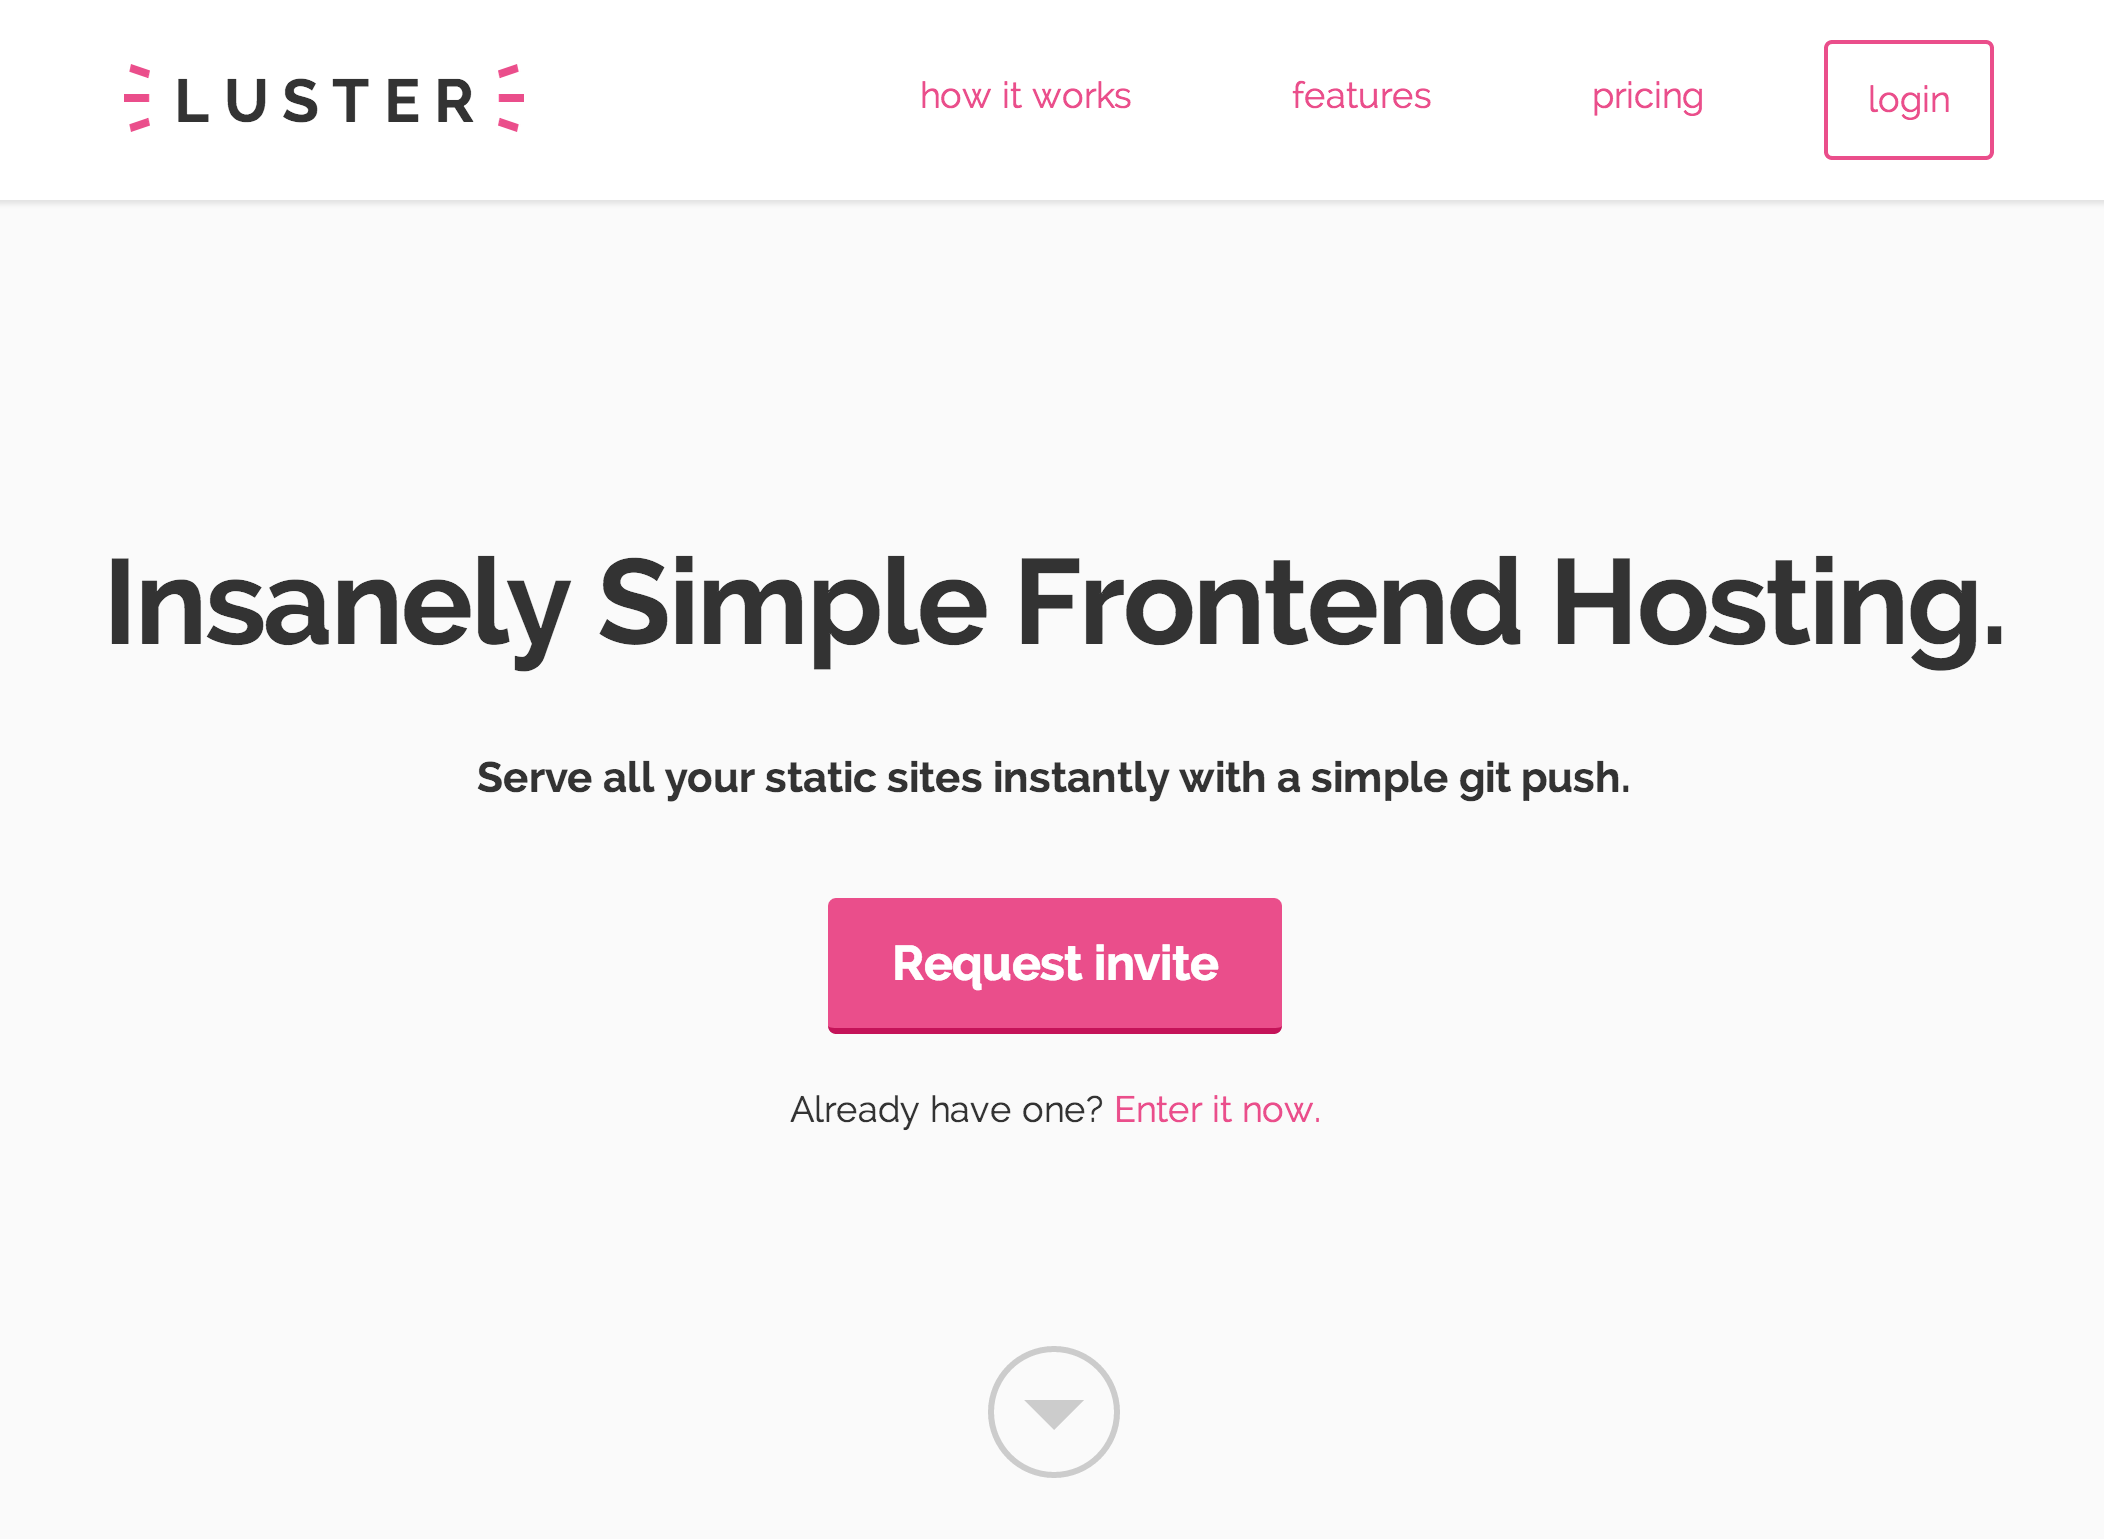 LUSTER
how it works
features
pricing
login
Insanely Simple Frontend Hosting.
Serve all your static sites instantly with a simple git push.
Request invite
Already have one? Enter it now.